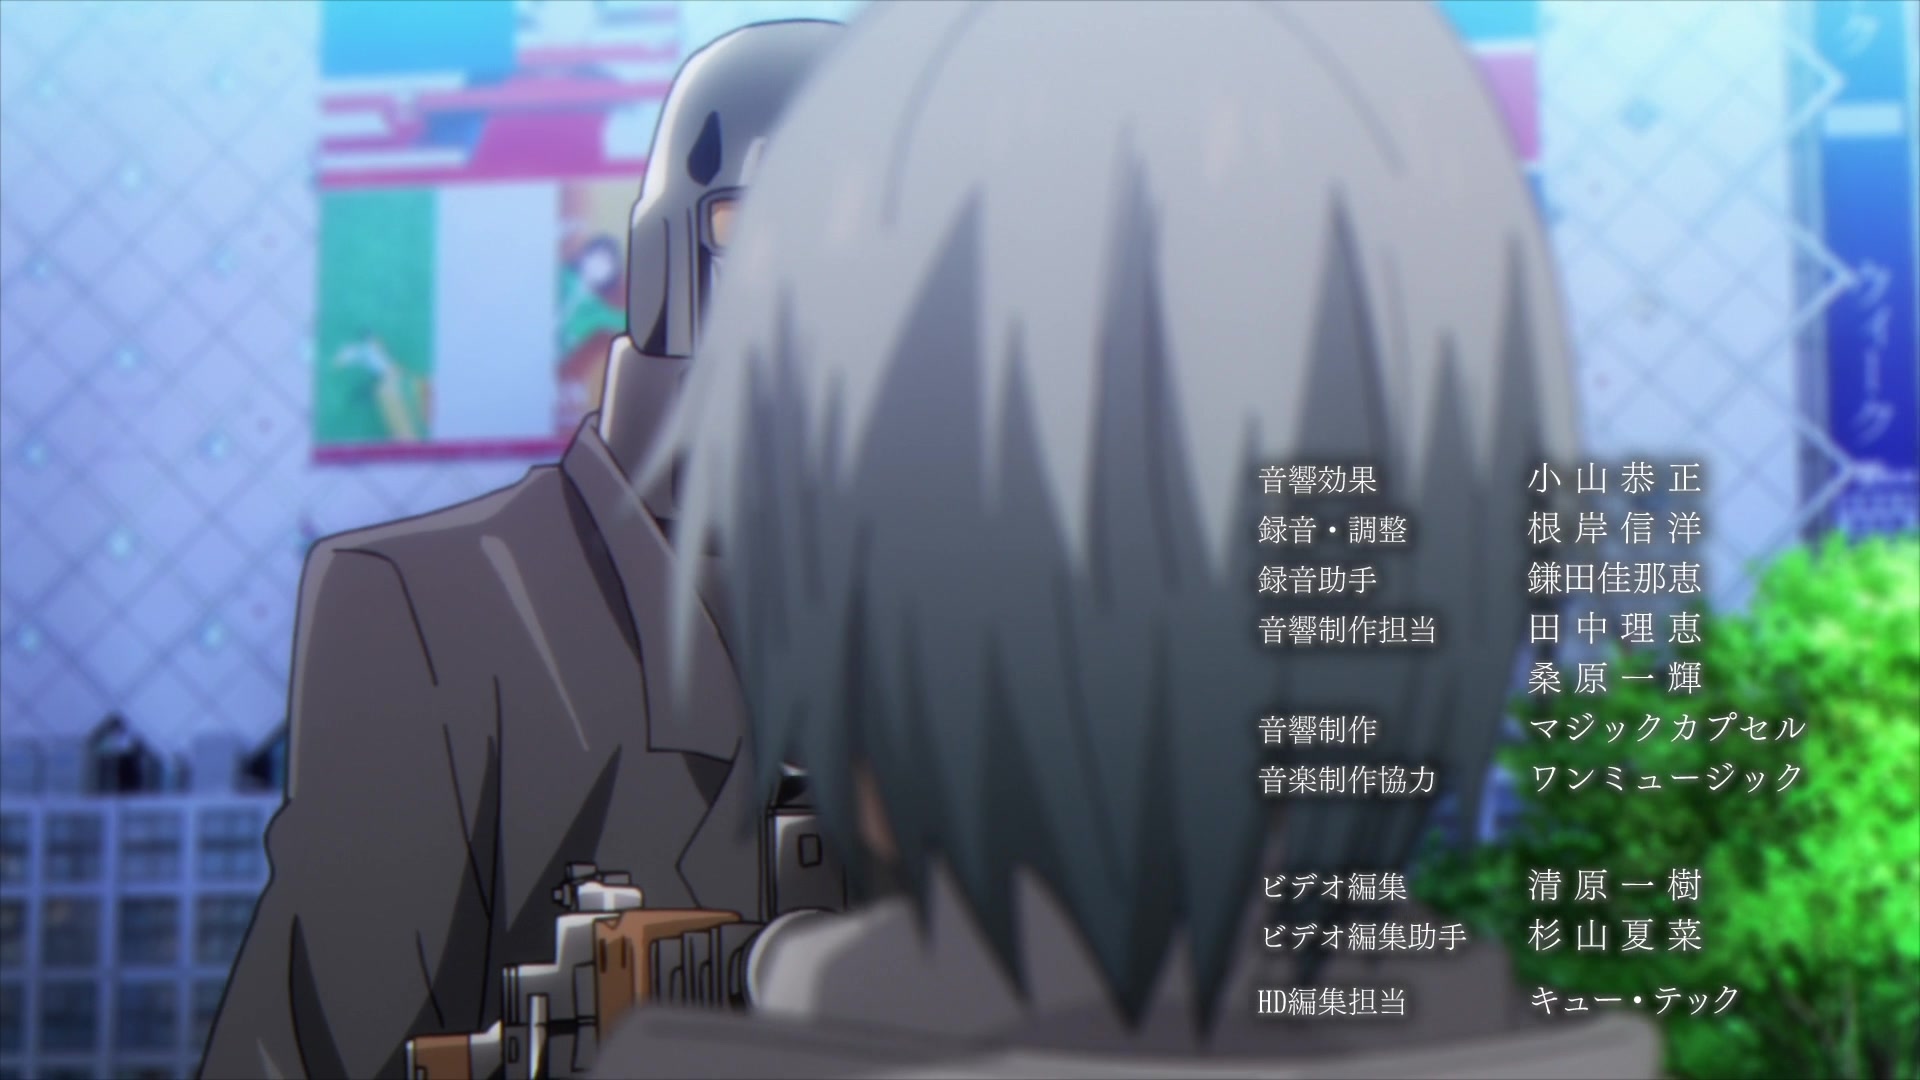 ク
ウィーク
音響効果 小山恭正
録音・調整 根岸信洋
録音助手 鎌田佳那恵
音響制作担当 田中理恵
桑原一輝
音響制作 マジックカプセル
音楽制作協力 ワンミュージック
ビデオ編集 清原一樹
ビデオ編集助手 杉山夏菜
HD編集担当 キュー・テック